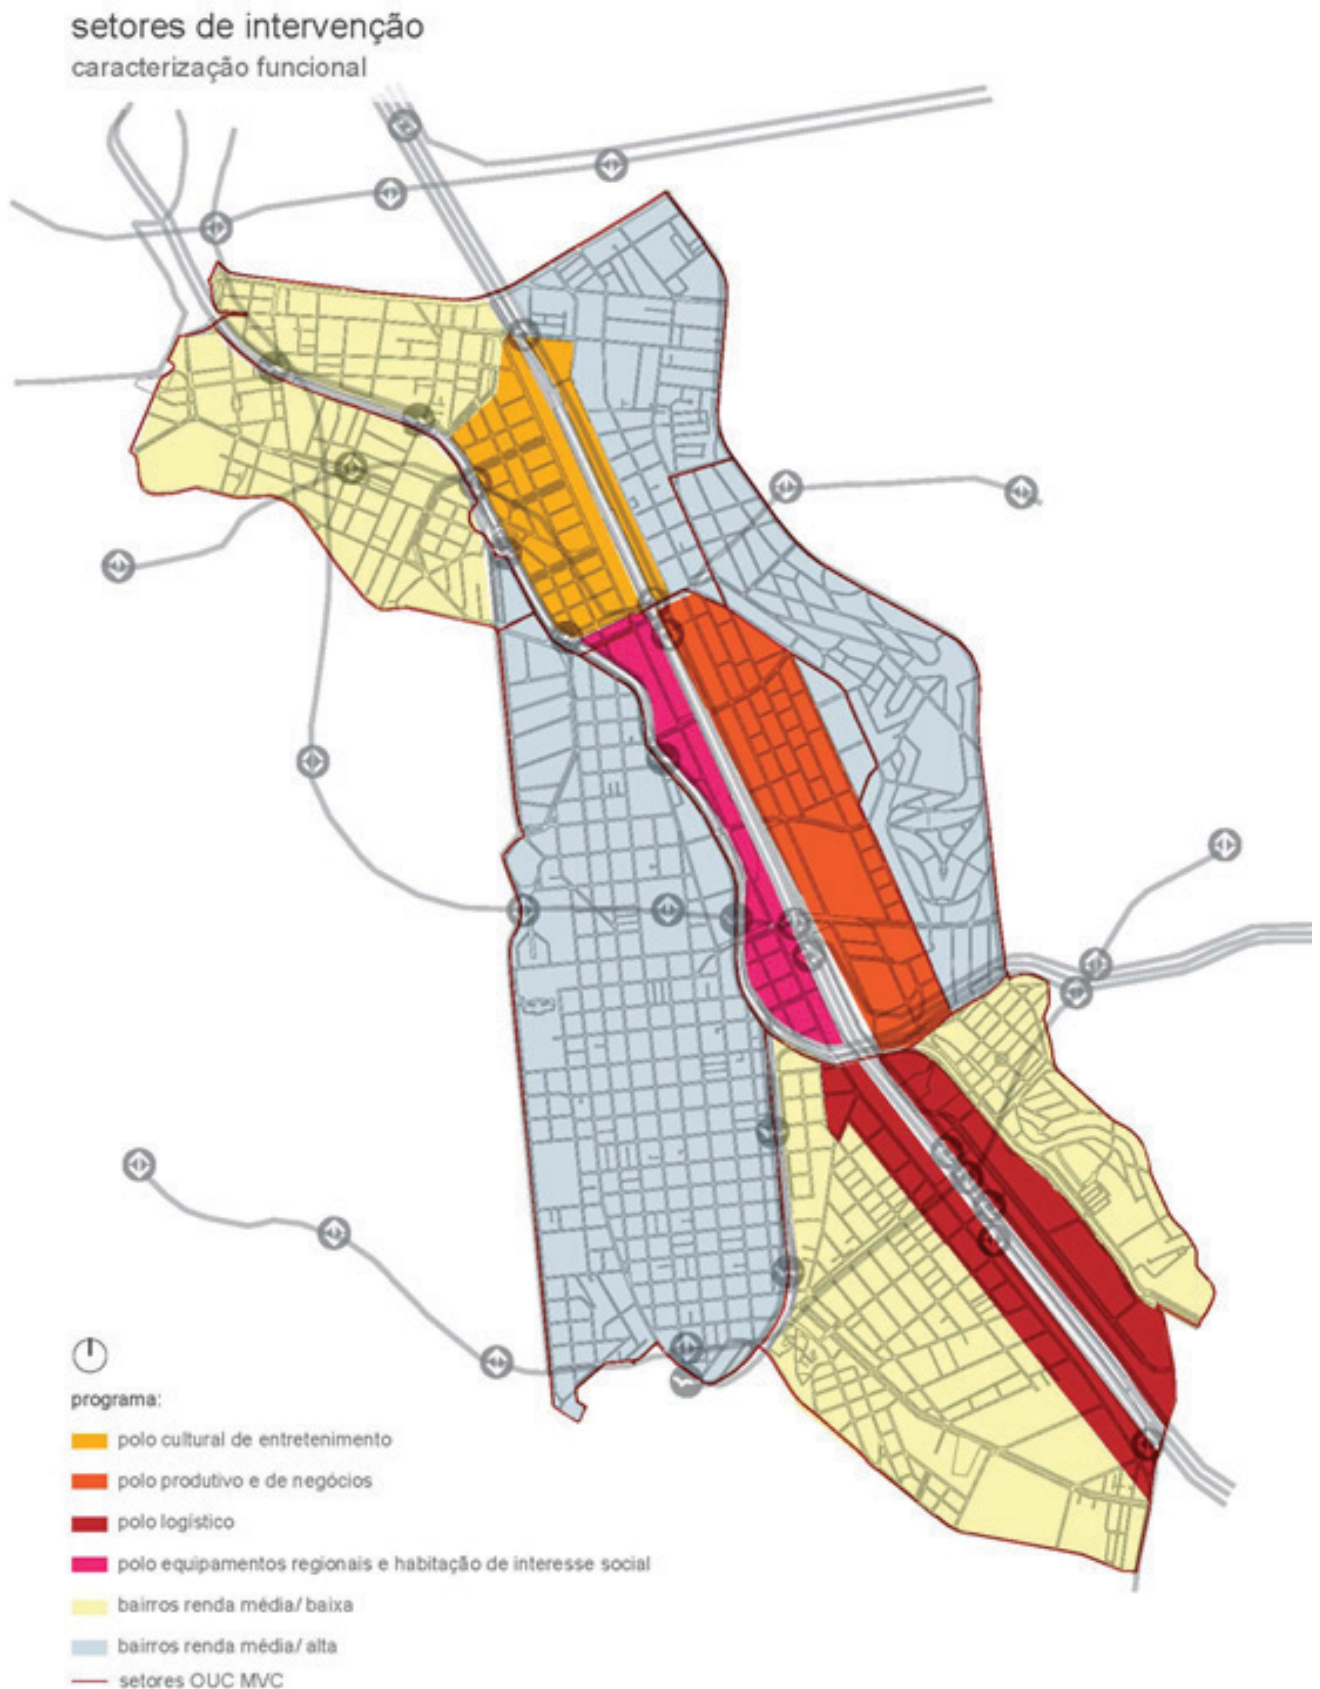 setores de intervenção
caracterização funcional
programa:
polo cultural de entretenimento
polo produtivo e de negócios
polo logístico
polo equipamentos regionais e habitação de interesse social
bairros renda média/ baixa
bairros renda média/ alta
setores OUC MVC